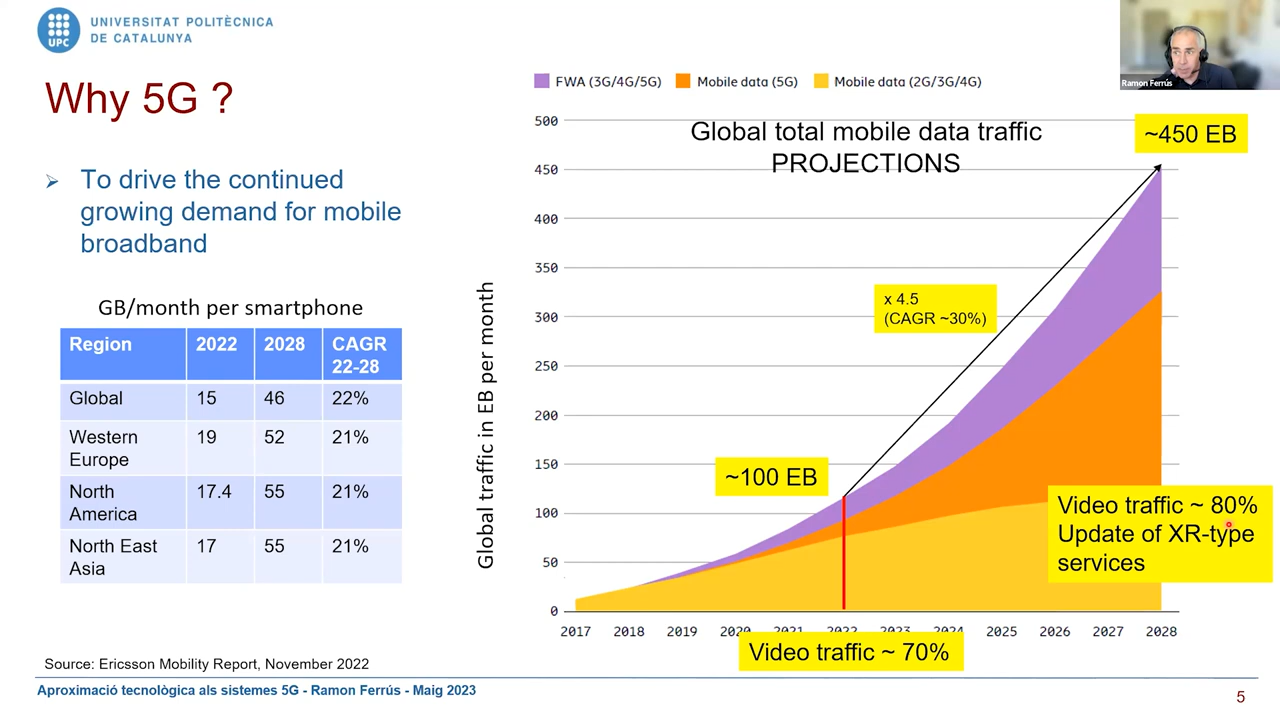 UNIVERSITAT POLITÈCNICA
DE CATALUNYA
UPC
Ramon Ferrús
Why 5G ?
To drive the continued
growing demand for mobile
broadband
GB/month per smartphone
Region 2022 2028 CAGR 22-28
Global 15 46 22%
Western Europe 19 52 21%
North America 17.4 55 21%
North East Asia 17 55 21%
Source: Ericsson Mobility Report, November 2022
FWA (3G/4G/5G) Mobile data (5G) Mobile data (2G/3G/4G)
Global total mobile data traffic
PROJECTIONS
~450 EB
x 4.5
(CAGR ~30%)
~100 EB
Video traffic ~ 80%
Update of XR-type
services
Global traffic in EB per month
500
450
400
350
300
250
200
150
100
50
0
2017 2018 2019 2020 2021 2022 2023 2024 2025 2026 2027 2028
Video traffic ~ 70%
Aproximació tecnològica als sistemes 5G - Ramon Ferrús - Maig 2023
5